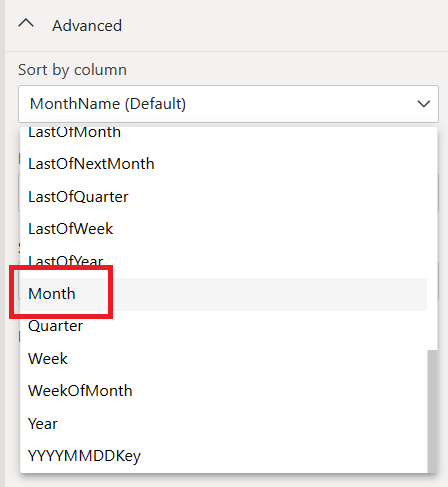 Advanced
Sort by column
MonthName (Default)
LastOfMonth
LastOfNextMonth
LastOfQuarter
LastOfWeek
LastOfYear
Month
Quarter
Week
WeekOfMonth
Year
YYYYMMDDKey